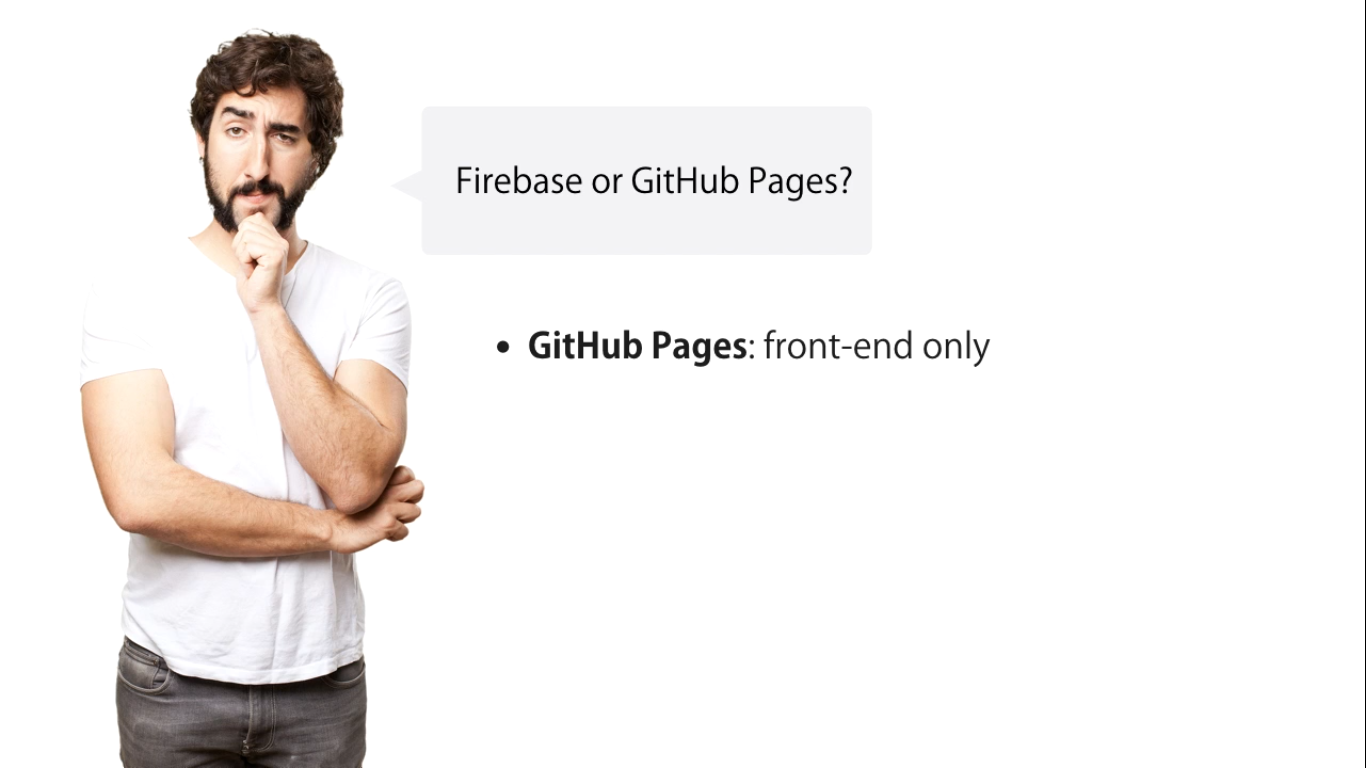 Firebase or GitHub Pages?
• GitHub Pages: front-end only